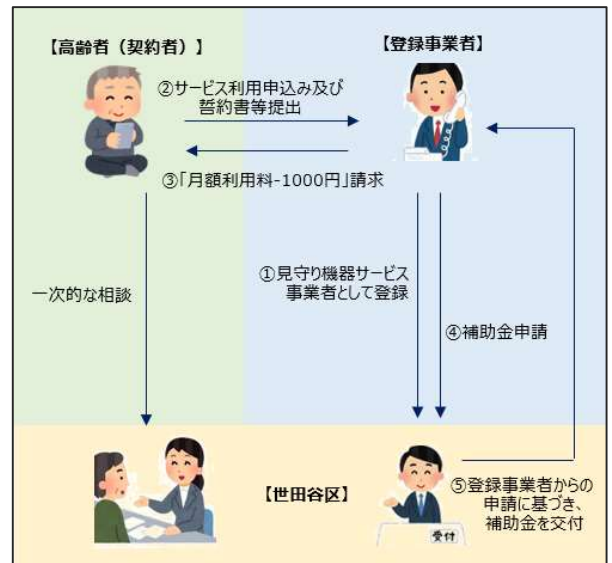 【高齢者（契約者）】
【登録事業者】
②サービス利用申込み及び
誓約書等提出
③「月額利用料-1000円」請求
一次的な相談
①見守り機器サービス
事業者として登録
④補助金申請
【世田谷区】
⑤登録事業者からの
申請に基づき、
補助金を交付
受付